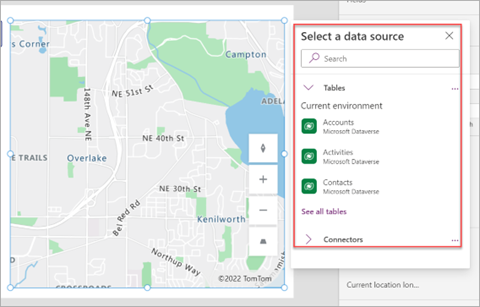 Fields
s Corner
Campton
148th Ave NE
NE 51st St
ADELA
NE 40th St
E TRAILS
Overlake
NE 30th St
Bel Red Rd
Kenilworth
Northup Way
CROSSROADS
©2022 TomTom
Select a data source
Search
Tables
...
Current environment
Accounts
Microsoft Dataverse
Activities
Microsoft Dataverse
Contacts
Microsoft Dataverse
See all tables
Connectors
...
Current location lon...